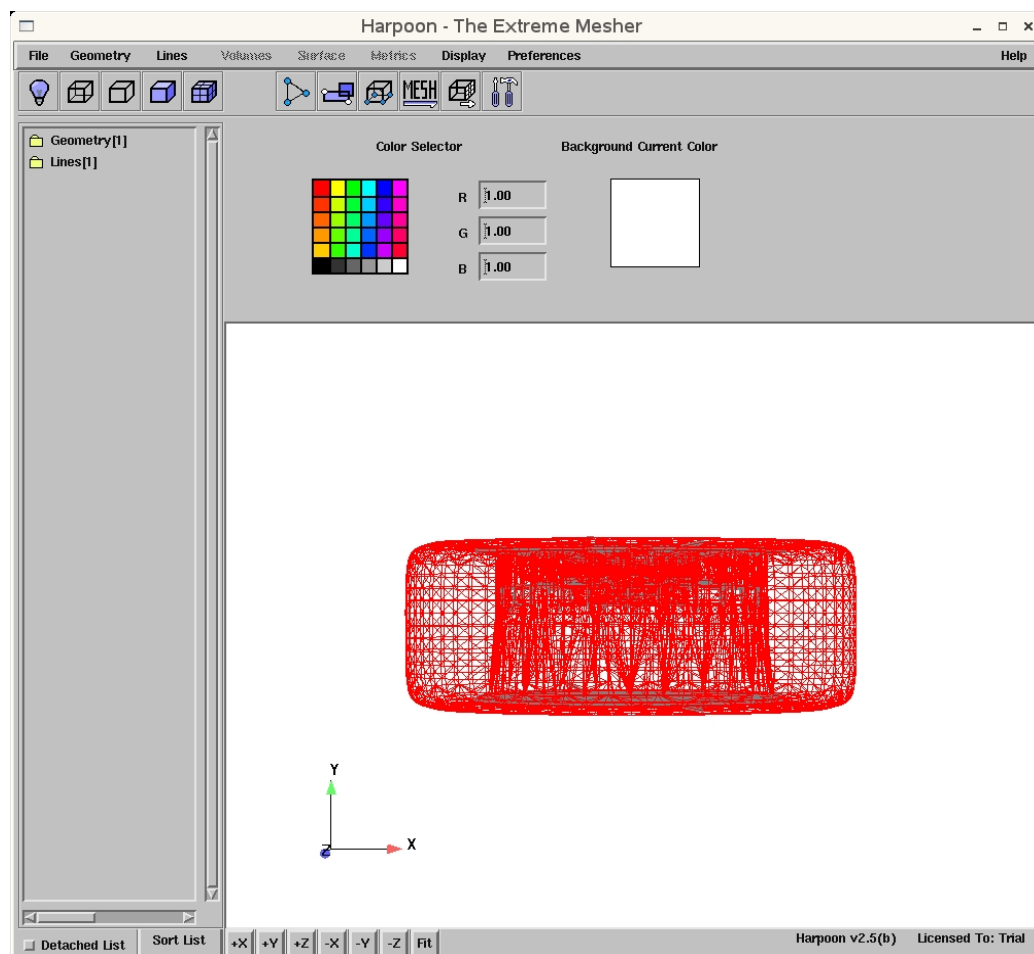 Harpoon - The Extreme Mesher
File Geometry Lines Volumes Surface Metrics Display Preferences Help
MESH
Geometry[1]
Lines[1]
Color Selector Background Current Color
R 1.00
G 1.00
B 1.00
Y
X
Z
Detached List Sort List +X +Y +Z -X -Y -Z Fit Harpoon v2.5(b) Licensed To: Trial